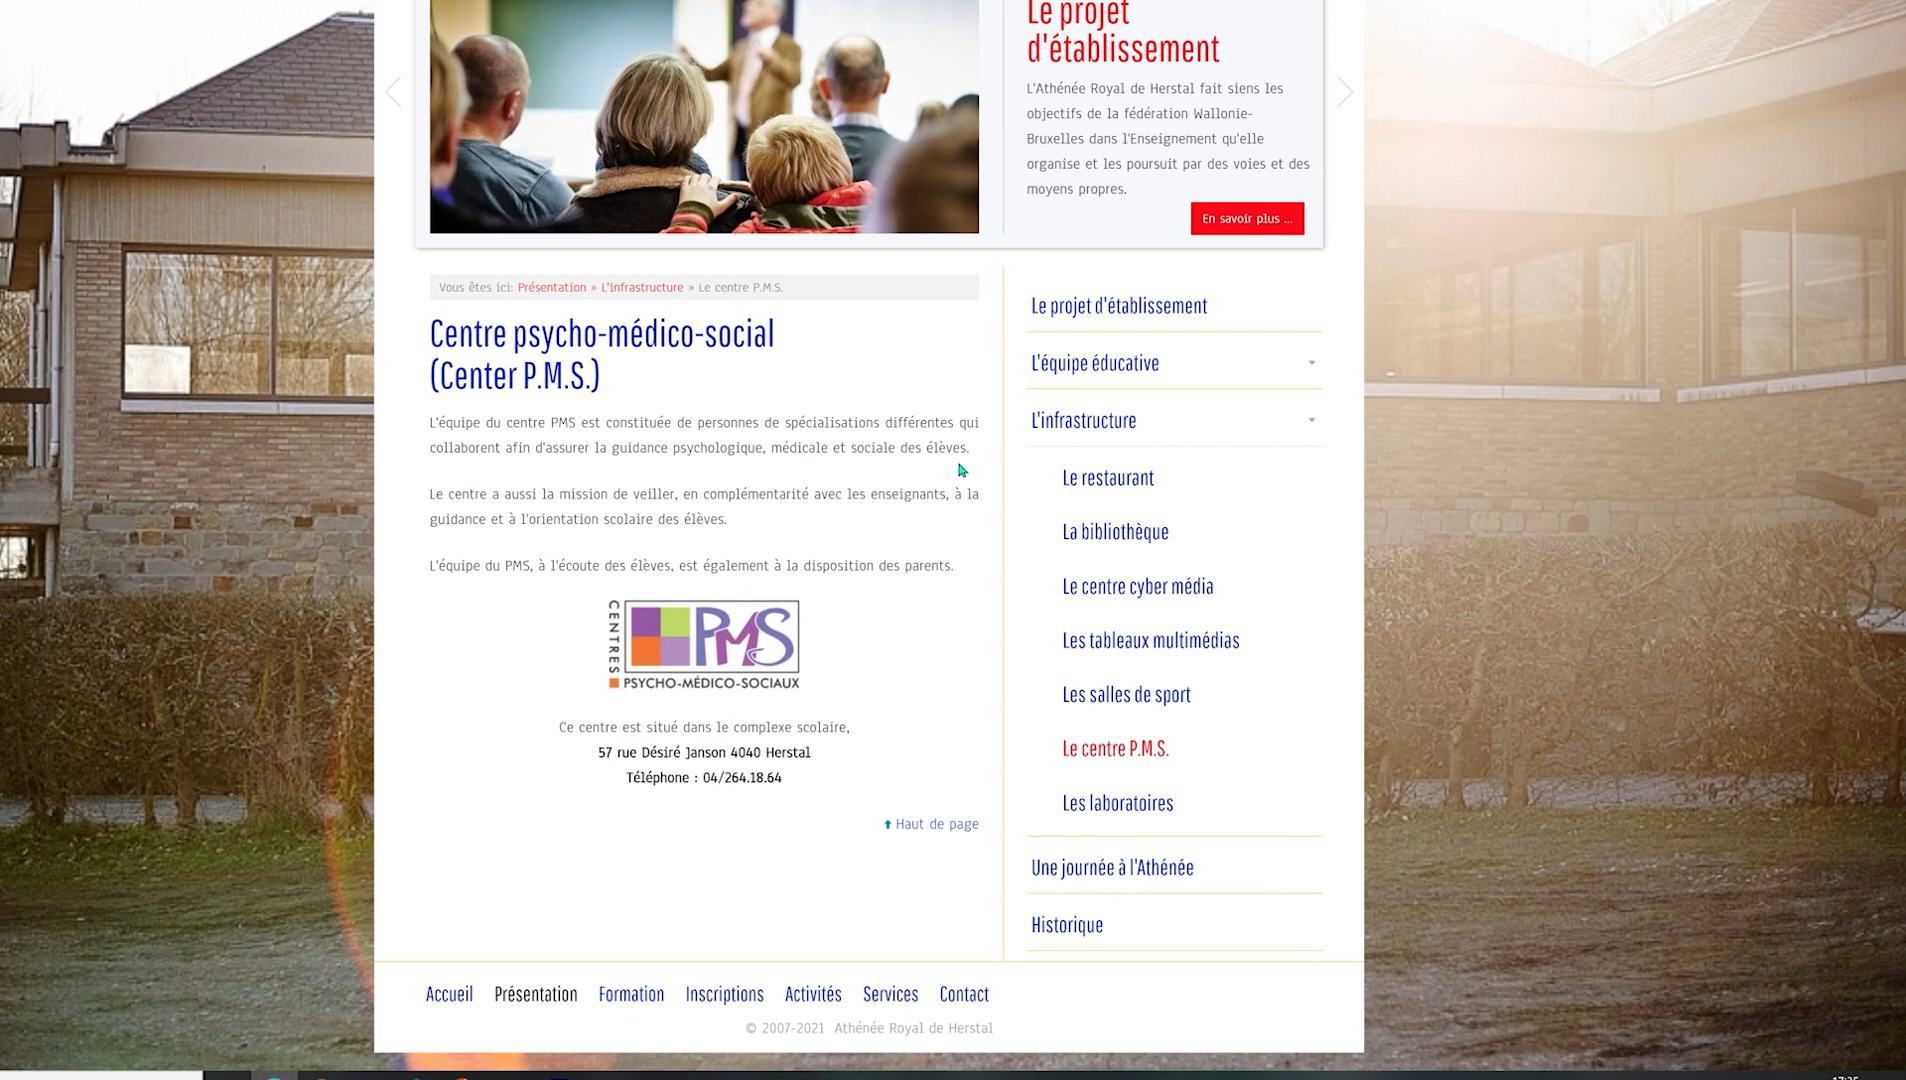 Le projet
d'établissement
L'Athénée Royal de Herstal fait siens les
objectifs de la fédération Wallonie-
Bruxelles dans l'Enseignement qu'elle
organise et les poursuit par des voies et des
moyens propres.
En savoir plus ...
Vous êtes ici: Présentation » L'infrastructure » Le centre P.M.S.
Centre psycho-médico-social
(Center P.M.S.)
L'équipe du centre PMS est constituée de personnes de spécialisations différentes qui
collaborent afin d'assurer la guidance psychologique, médicale et sociale des élèves.
Le centre a aussi la mission de veiller, en complémentarité avec les enseignants, à la
guidance et à l'orientation scolaire des élèves.
L'équipe du PMS, à l'écoute des élèves, est également à la disposition des parents.
CENTRES
PMS
PSYCHO-MÉDICO-SOCIAUX
Ce centre est situé dans le complexe scolaire,
57 rue Désiré Janson 4040 Herstal
Téléphone : 04/264.18.64
Haut de page
Le projet d'établissement
L'équipe éducative
L'infrastructure
Le restaurant
La bibliothèque
Le centre cyber média
Les tableaux multimédias
Les salles de sport
Le centre P.M.S.
Les laboratoires
Une journée à l'Athénée
Historique
Accueil Présentation Formation Inscriptions Activités Services Contact
© 2007-2021 Athénée Royal de Herstal